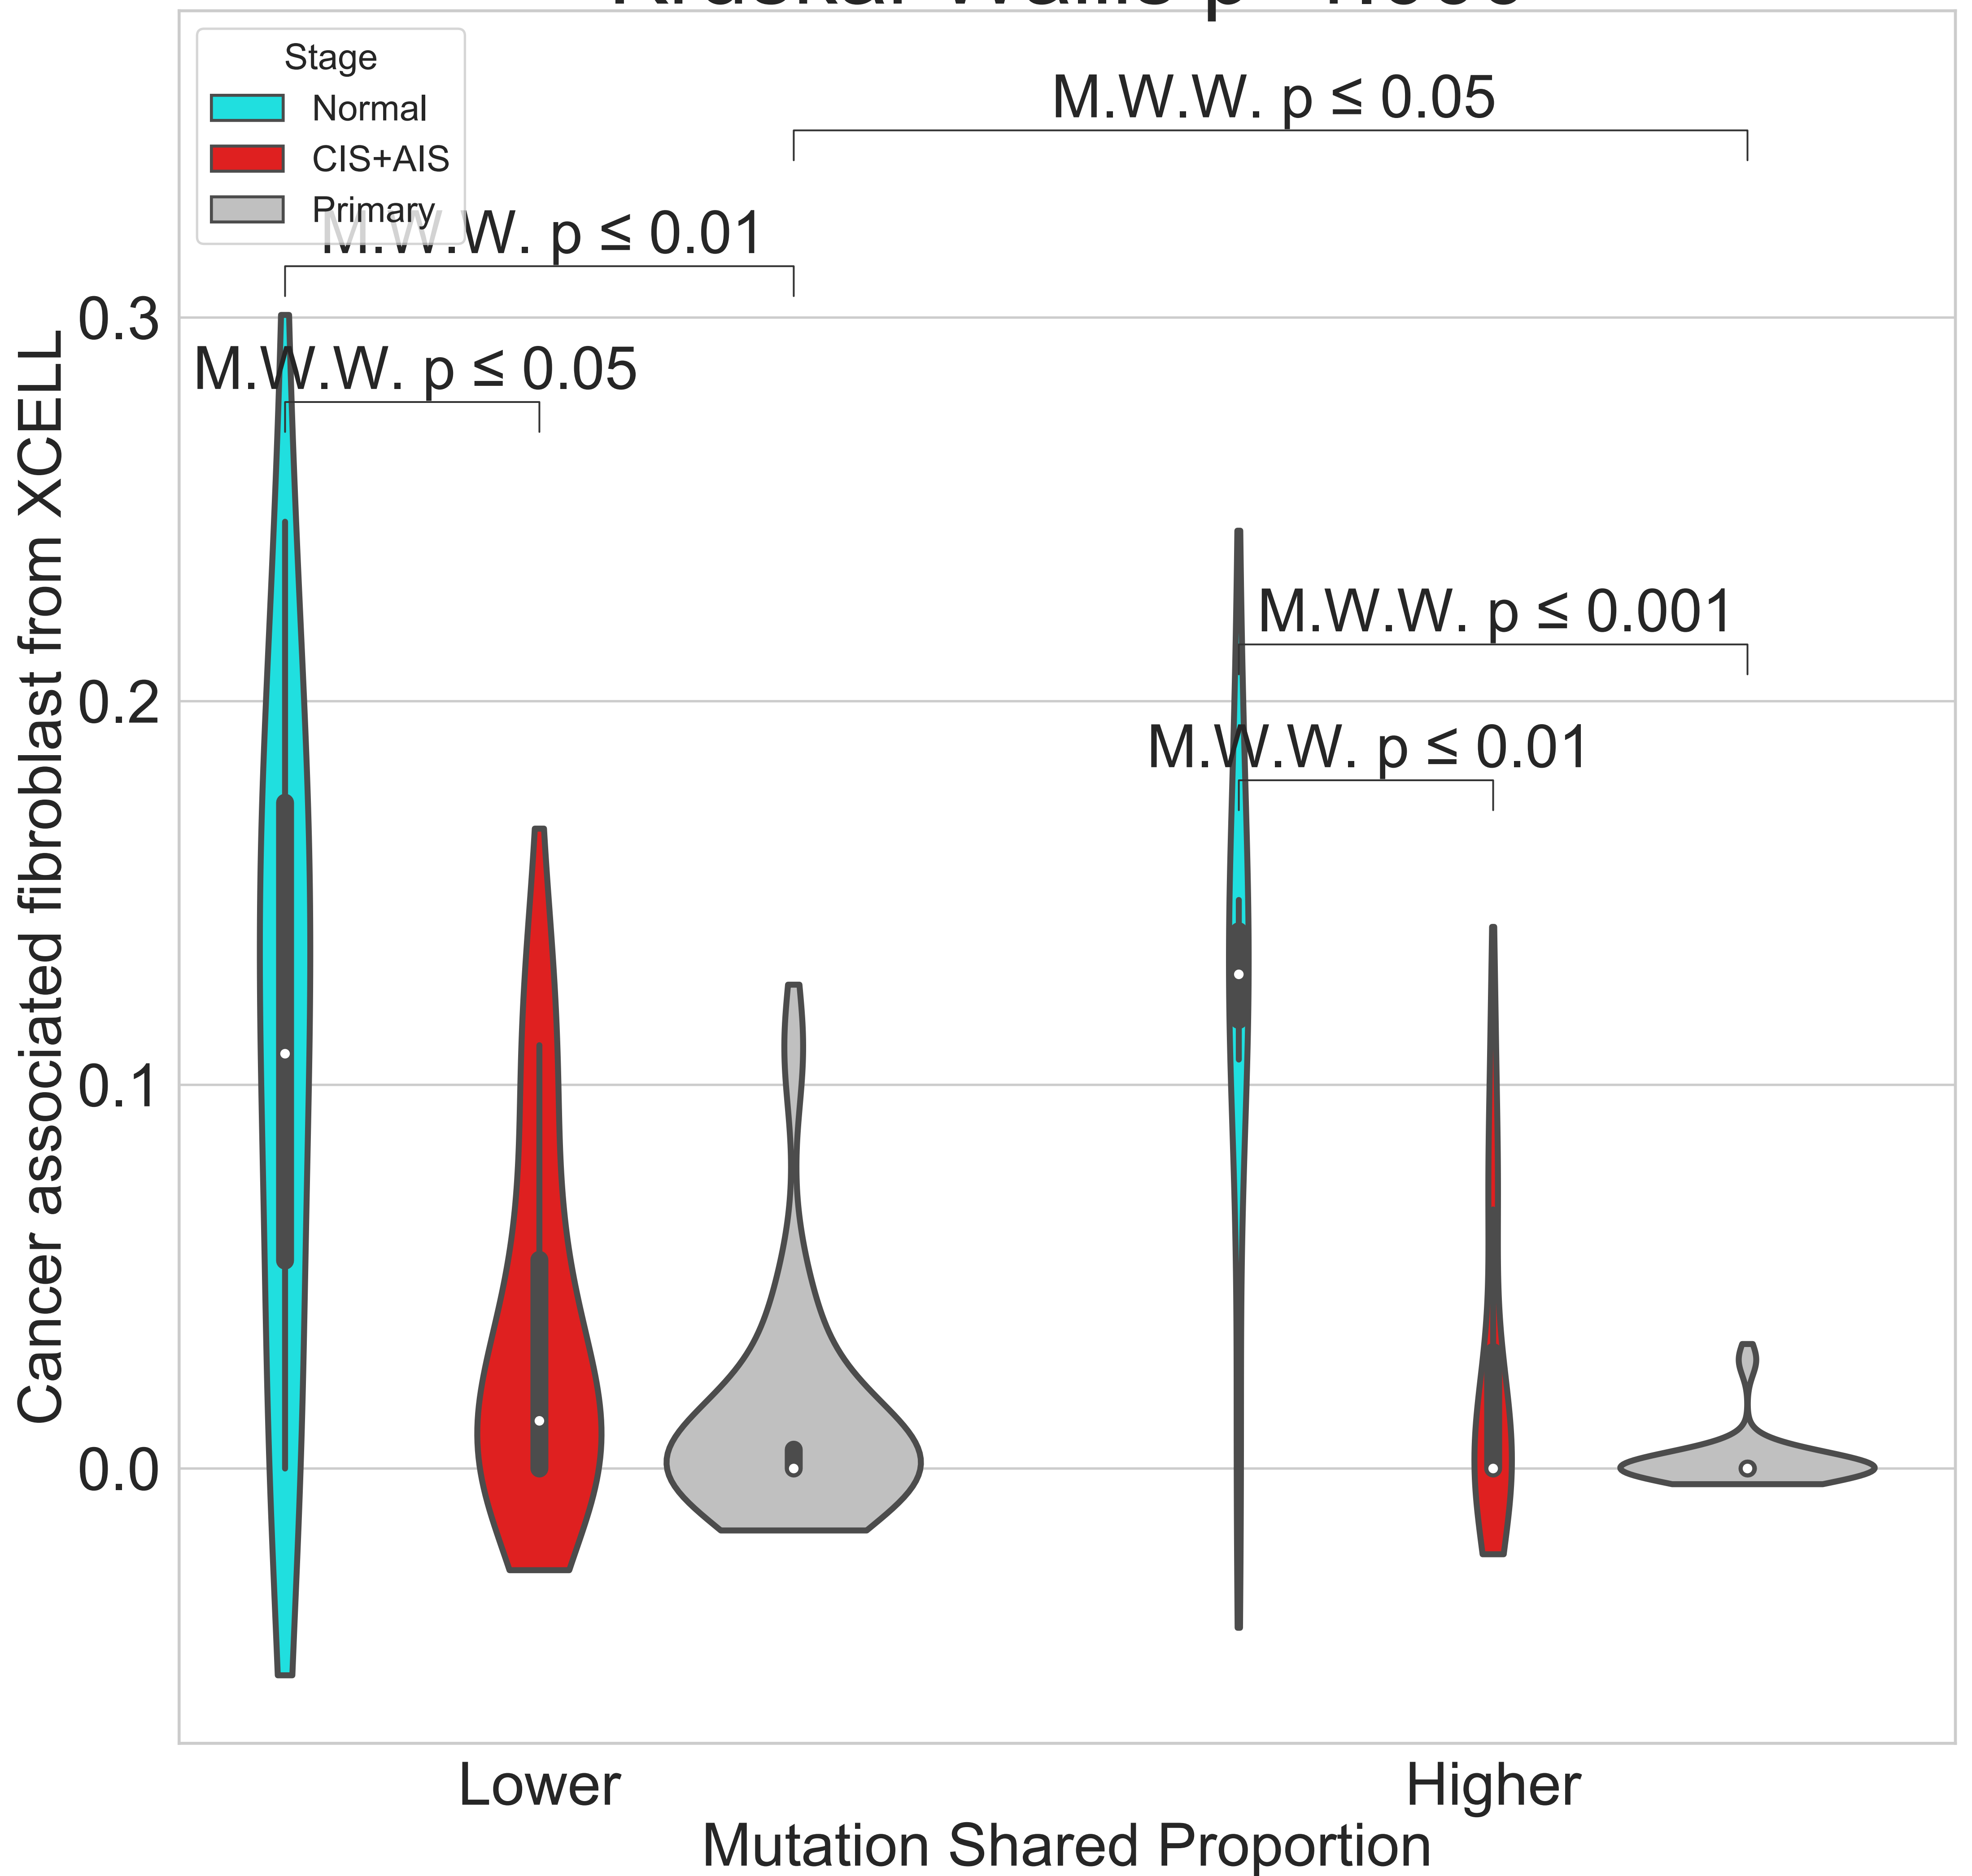 Stage
Normal
CIS+AIS
Primary
M.W.W. p ≤ 0.05
M.W.W. p ≤ 0.01
M.W.W. p ≤ 0.05
M.W.W. p ≤ 0.001
M.W.W. p ≤ 0.01
Cancer associated fibroblast from XCELL
0.3
0.2
0.1
0.0
Lower
Higher
Mutation Shared Proportion